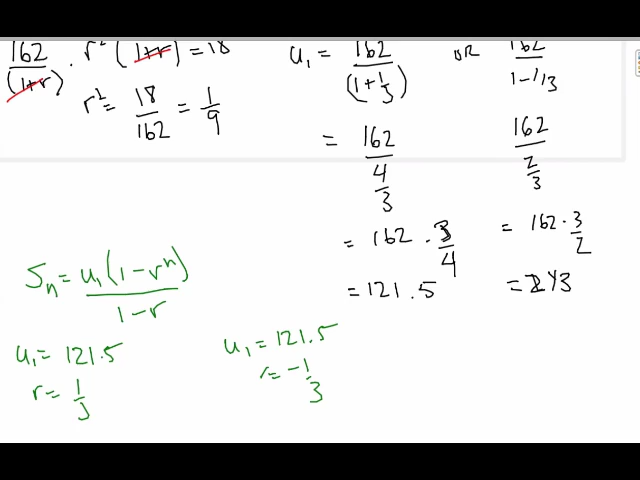 162/(1+r) · r² (1+r) = 18
r² = 18/162 = 1/9
u₁ = 162/(1+1/3) OR 162/1-1/3
= 162/(4/3) 162/(2/3)
= 162 · 3/4 = 162 · 3/2
= 121.5 = 243
Sₙ = u₁(1-rⁿ)/1-r
u₁ = 121.5
r = 1/3
u₁ = 121.5
r = -1/3